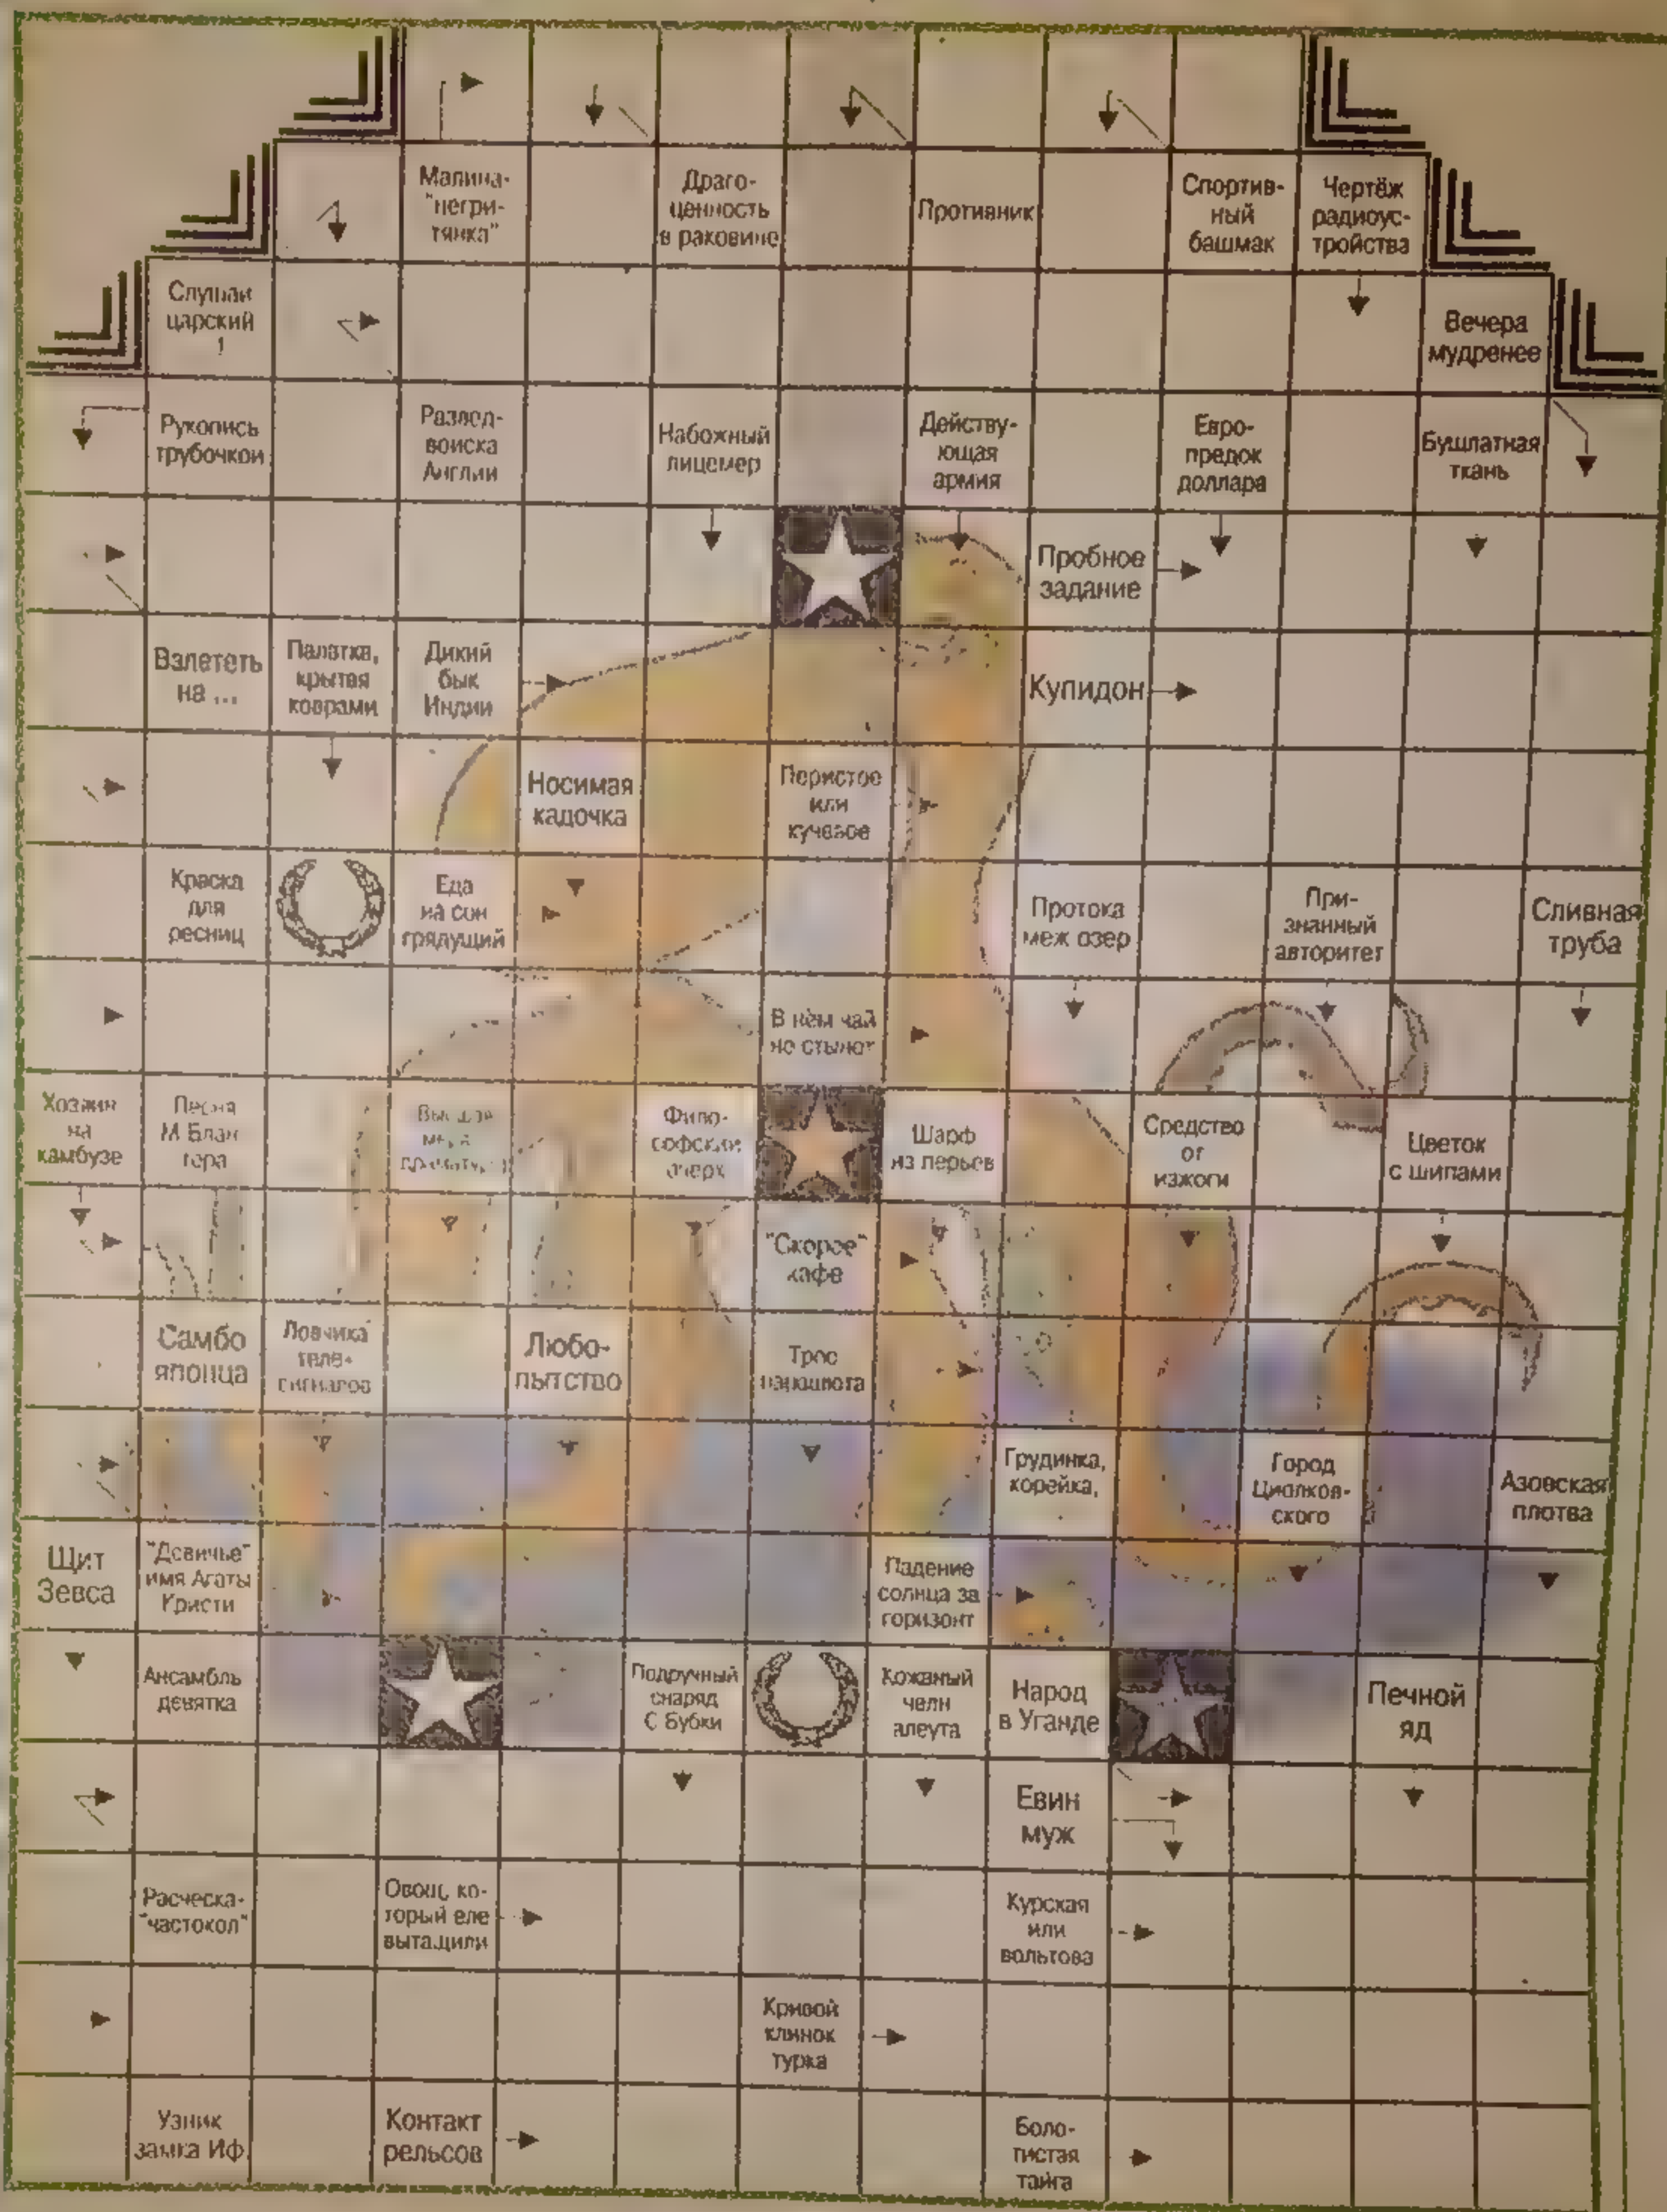 Малина-
"негри-
тянка"
Драго-
ценность
в раковине
Противник
Спортив-
ный
башмак
Чертёж
радиоус-
тройства
Слушай
царский
!
Вечера
мудренее
Рукопись
трубочкой
Развед-
войска
Англии
Набожный
лицемер
Действу-
ющая
армия
Евро-
предок
доллара
Бушлатная
ткань
Пробное
задание
Взлететь
на ...
Палатка,
крытая
коврами
Дикий
бык
Индии
Купидон
Носимая
кадочка
Перистое
или
кучевое
Краска
для
ресниц
Еда
на сон
грядущий
Протока
меж озер
При-
знанный
авторитет
Сливная
труба
В нём чай
не стынет
Хозяин
на
камбузе
Песня
М Блан
тера
Фило-
софский
Шарф
из перьев
Средство
от
изжоги
Цветок
с шипами
"Скорое"
кафе
Самбо
японца
Ловчиха
теле-
сигналов
Любо-
пытство
Трос
парашюта
Грудинка,
корейка,
Город
Циолков-
ского
Азовская
плотва
Щит
Зевса
"Девичье"
имя Агаты
Кристи
Падение
солнца за
горизонт
Ансамбль
девятка
Подручный
снаряд
С Бубки
Кожаный
челн
алеута
Народ
в Уганде
Печной
яд
Евин
муж
Расческа-
"частокол"
Овощ, ко-
торый еле
вытащили
Курская
или
вольтова
Кривой
клинок
турка
Узник
замка Иф
Контакт
рельсов
Боло-
тистая
тайга